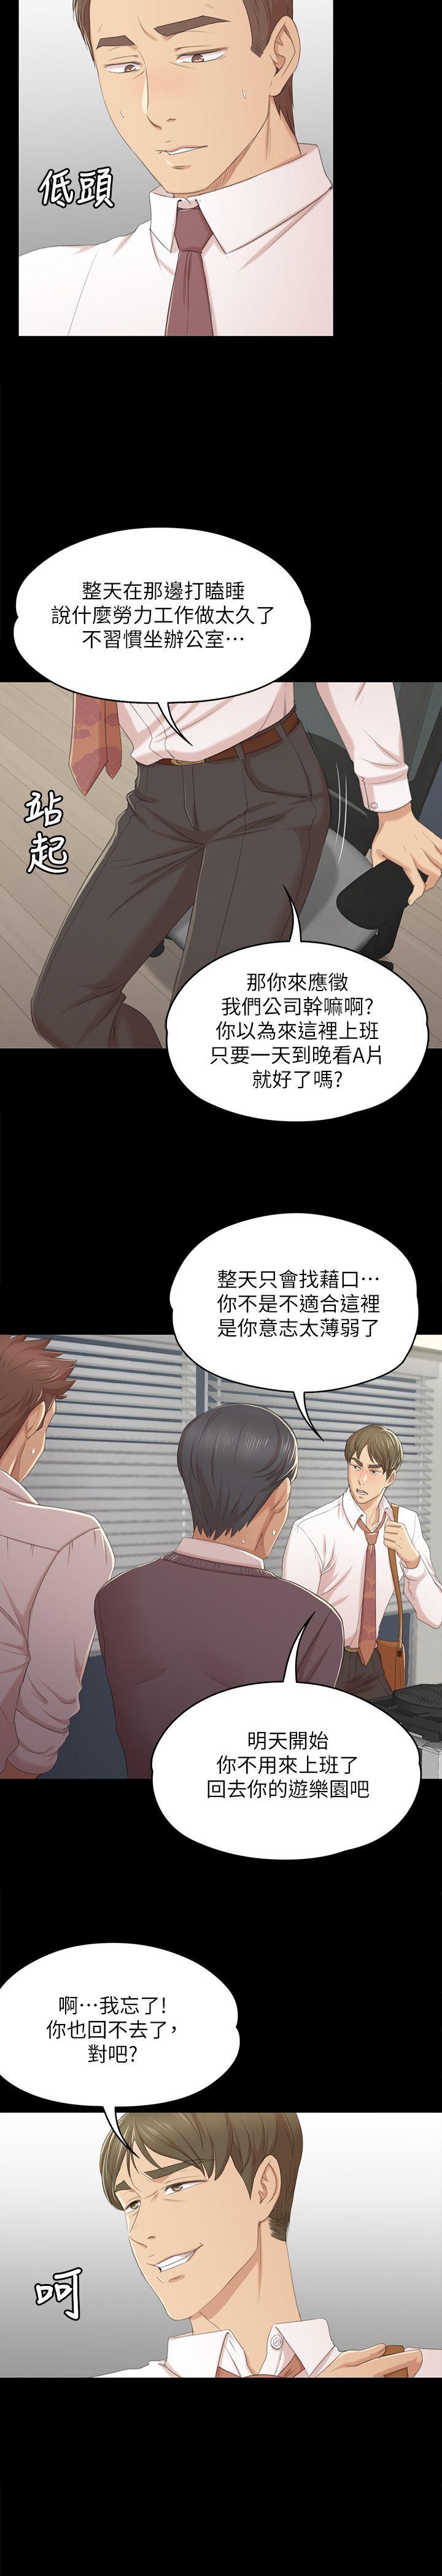 低頭
整天在那邊打瞌睡
說什麼勞力工作做太久了
不習慣坐辦公室…
站起
那你來應徵
我們公司幹嘛啊?
你以為來這裡上班
只要一天到晚看A片
就好了嗎?
整天只會找藉口…
你不是不適合這裡
是你意志太薄弱了
明天開始
你不用來上班了
回去你的遊樂園吧
啊…我忘了!
你也回不去了,
對吧?
呵